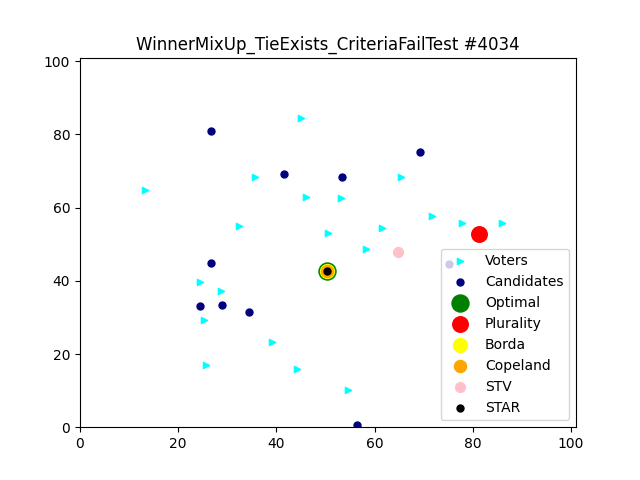 WinnerMixUp_TieExists_CriteriaFailTest #4034
100
80
60
40
20
0
0 20 40 60 80 100
Voters
Candidates
Optimal
Plurality
Borda
Copeland
STV
STAR